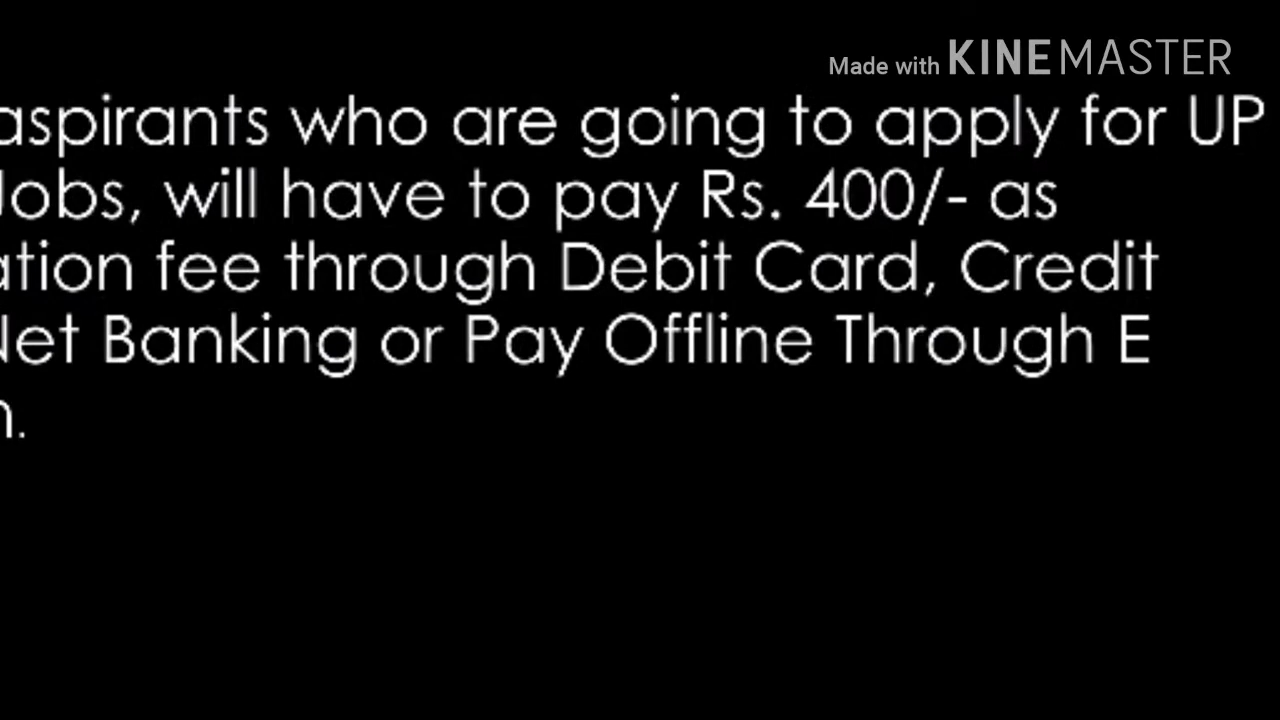 Made with KINEMASTER
aspirants who are going to apply for UP
Jobs, will have to pay Rs. 400/- as
ation fee through Debit Card, Credit
Net Banking or Pay Offline Through E